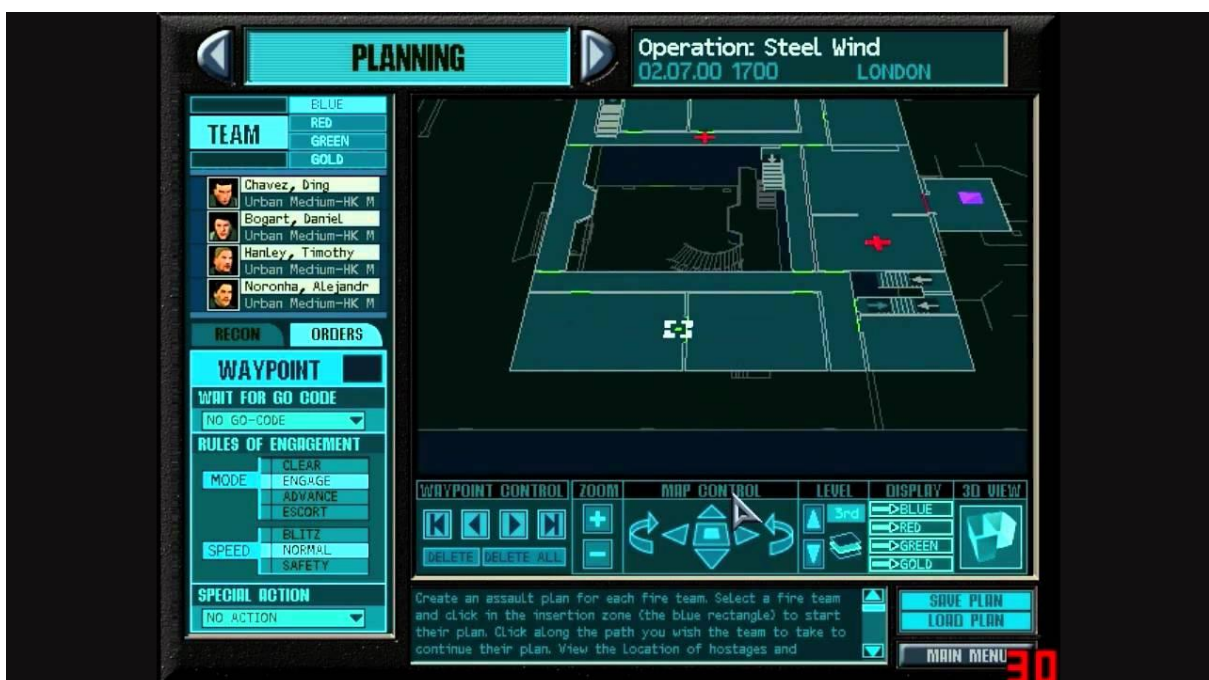 PLANNING
Operation: Steel Wind
02.07.00 1700 LONDON
TEAM
BLUE
RED
GREEN
GOLD
Chavez, Ding
Urban Medium-HK M
Bogart, Daniel
Urban Medium-HK M
Hanley, Timothy
Urban Medium-HK M
Noronha, Alejandr
Urban Medium-HK M
RECON ORDERS
WAYPOINT
WAIT FOR GO CODE
NO GO-CODE
RULES OF ENGAGEMENT
MODE
CLEAR
ENGAGE
ADVANCE
ESCORT
SPEED
BLITZ
NORMAL
SAFETY
SPECIAL ACTION
NO ACTION
WAYPOINT CONTROL
DELETE DELETE ALL
ZOOM
MAP CONTROL
LEVEL
3rd
DISPLAY
BLUE
RED
GREEN
GOLD
3D VIEW
Create an assault plan for each fire team. Select a fire team
and click in the insertion zone (the blue rectangle) to start
their plan. Click along the path you wish the team to take to
continue their plan. View the location of hostages and
SAVE PLAN
LOAD PLAN
MAIN MENU
30